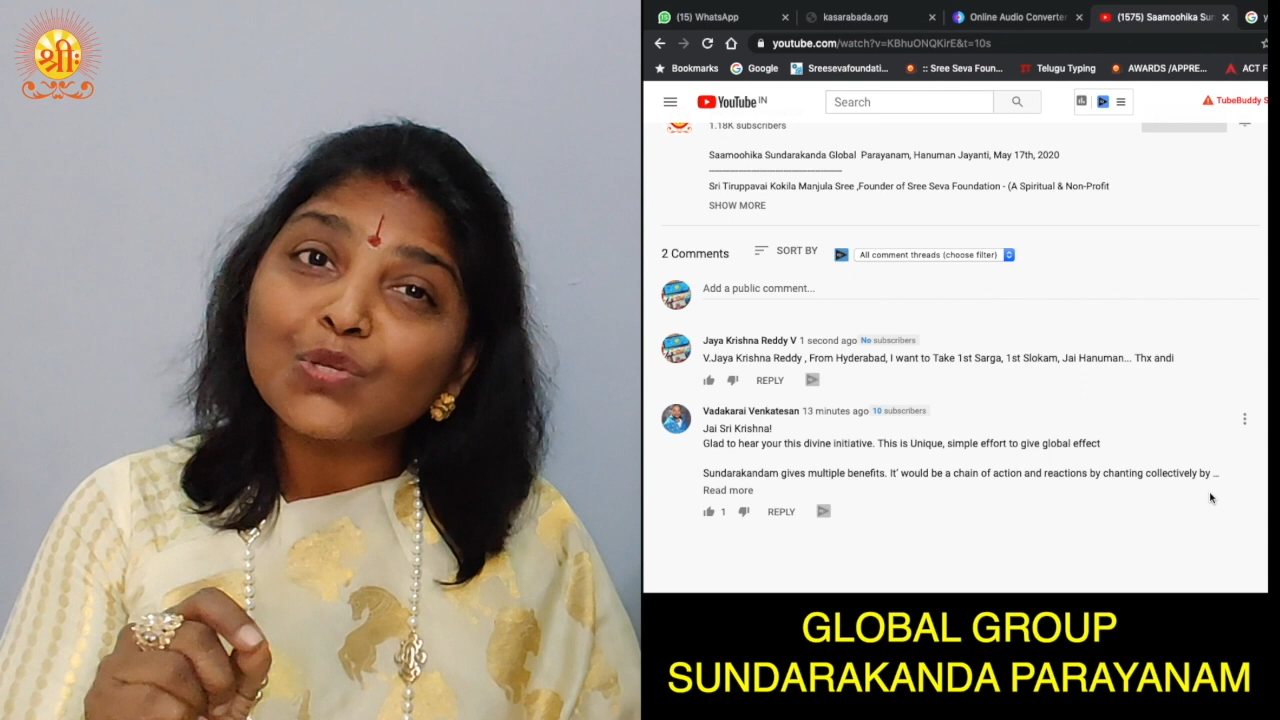 श्रीः
(15) WhatsApp
kasarabada.org
Online Audio Converter
(1575) Saamoohika Sun
youtube.com/watch?v=KBhuONQKirE&t=10s
Bookmarks
Google
Sreesevafoundati...
:: Sree Seva Foun...
Telugu Typing
AWARDS /APPRE...
ACT F
YouTube IN
Search
TubeBuddy S
1.18K subscribers
Saamoohika Sundarakanda Global Parayanam, Hanuman Jayanti, May 17th, 2020
-----------------------------------------------
Sri Tiruppavai Kokila Manjula Sree ,Founder of Sree Seva Foundation - (A Spiritual & Non-Profit
SHOW MORE
2 Comments
SORT BY
All comment threads (choose filter)
Add a public comment...
Jaya Krishna Reddy V 1 second ago No subscribers
V.Jaya Krishna Reddy , From Hyderabad, I want to Take 1st Sarga, 1st Slokam, Jai Hanuman... Thx andi
REPLY
Vadakarai Venkatesan 13 minutes ago 10 subscribers
Jai Sri Krishna!
Glad to hear your this divine initiative. This is Unique, simple effort to give global effect
Sundarakandam gives multiple benefits. It' would be a chain of action and reactions by chanting collectively by ...
Read more
1 REPLY
GLOBAL GROUP
SUNDARAKANDA PARAYANAM